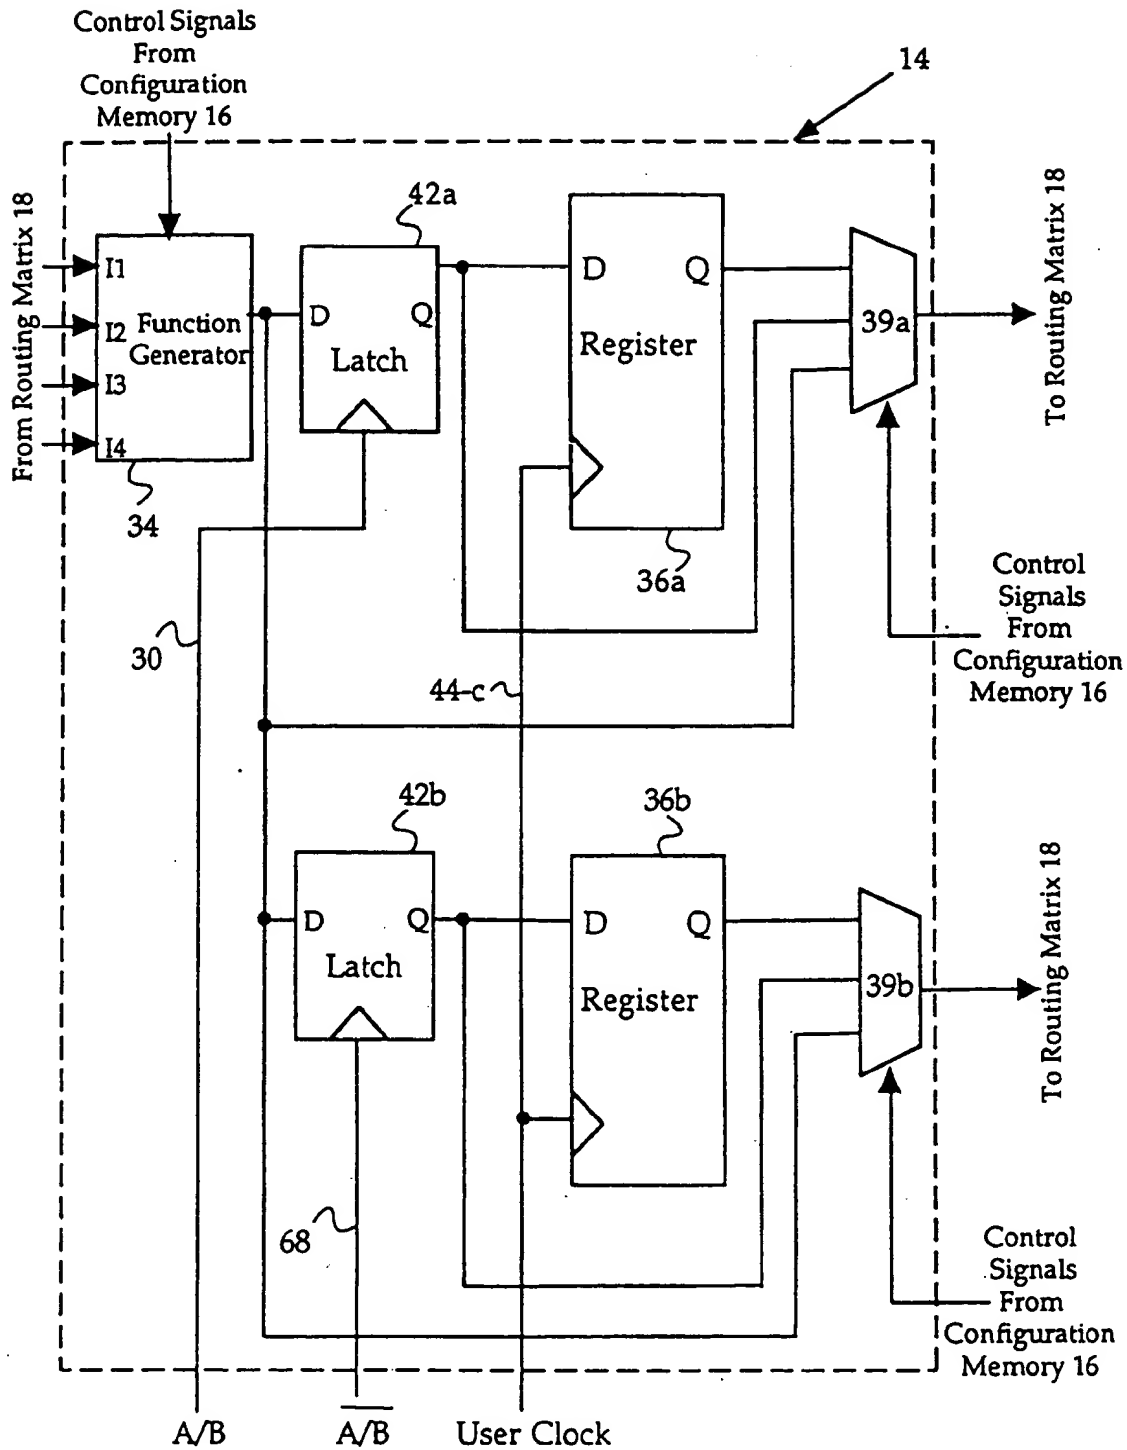 Control Signals
From
Configuration
Memory 16
14
From Routing Matrix 18
I1
I2
I3
I4
Function
Generator
34
42a
D
Q
Latch
D
Q
Register
36a
39a
To Routing Matrix 18
Control
Signals
From
Configuration
Memory 16
30
44-c
42b
D
Q
Latch
36b
D
Q
Register
39b
To Routing Matrix 18
68
Control
Signals
From
Configuration
Memory 16
A/B
A̅/̅B̅
User Clock